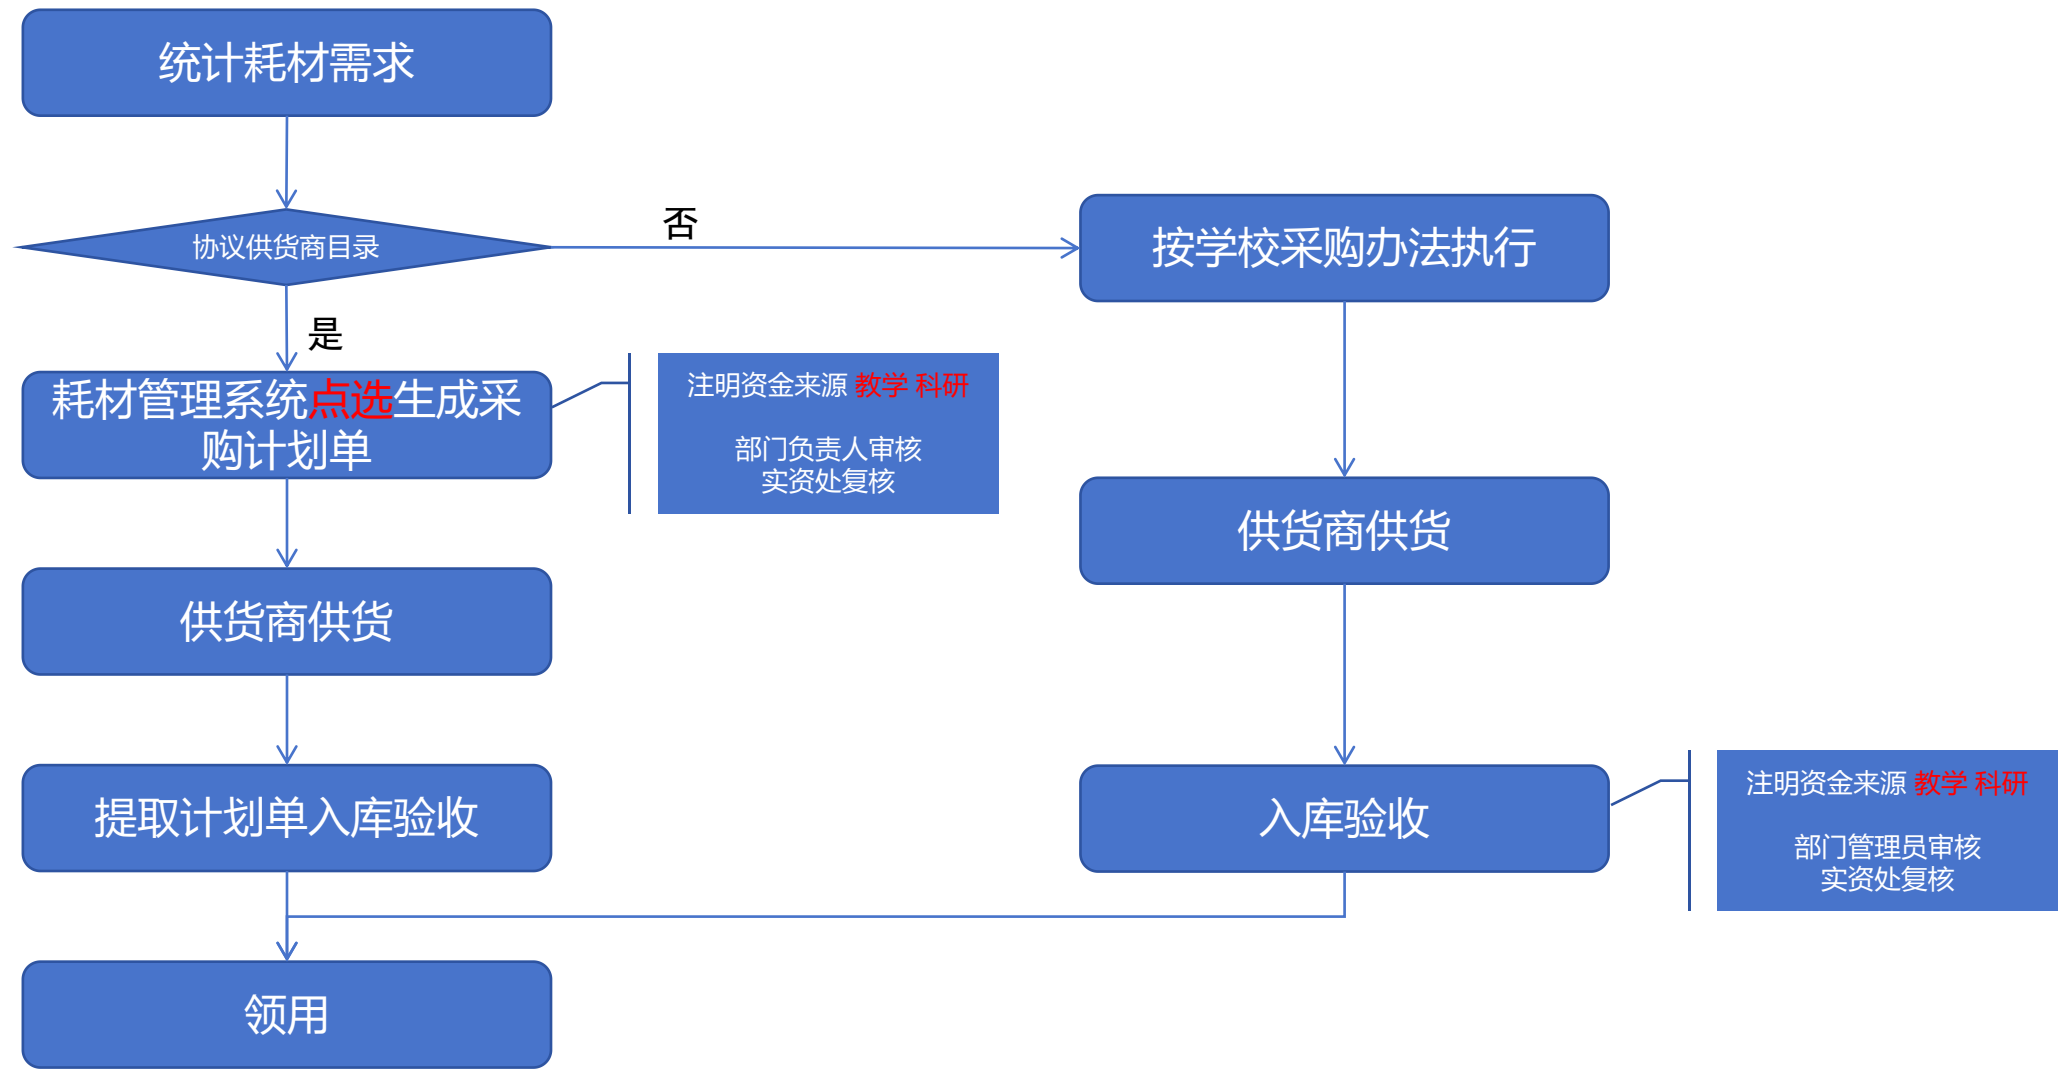 统计耗材需求
协议供货商目录
否
按学校采购办法执行
是
耗材管理系统点选生成采
购计划单
注明资金来源 教学 科研
部门负责人审核
实资处复核
供货商供货
供货商供货
提取计划单入库验收
入库验收
注明资金来源 教学 科研
部门管理员审核
实资处复核
领用